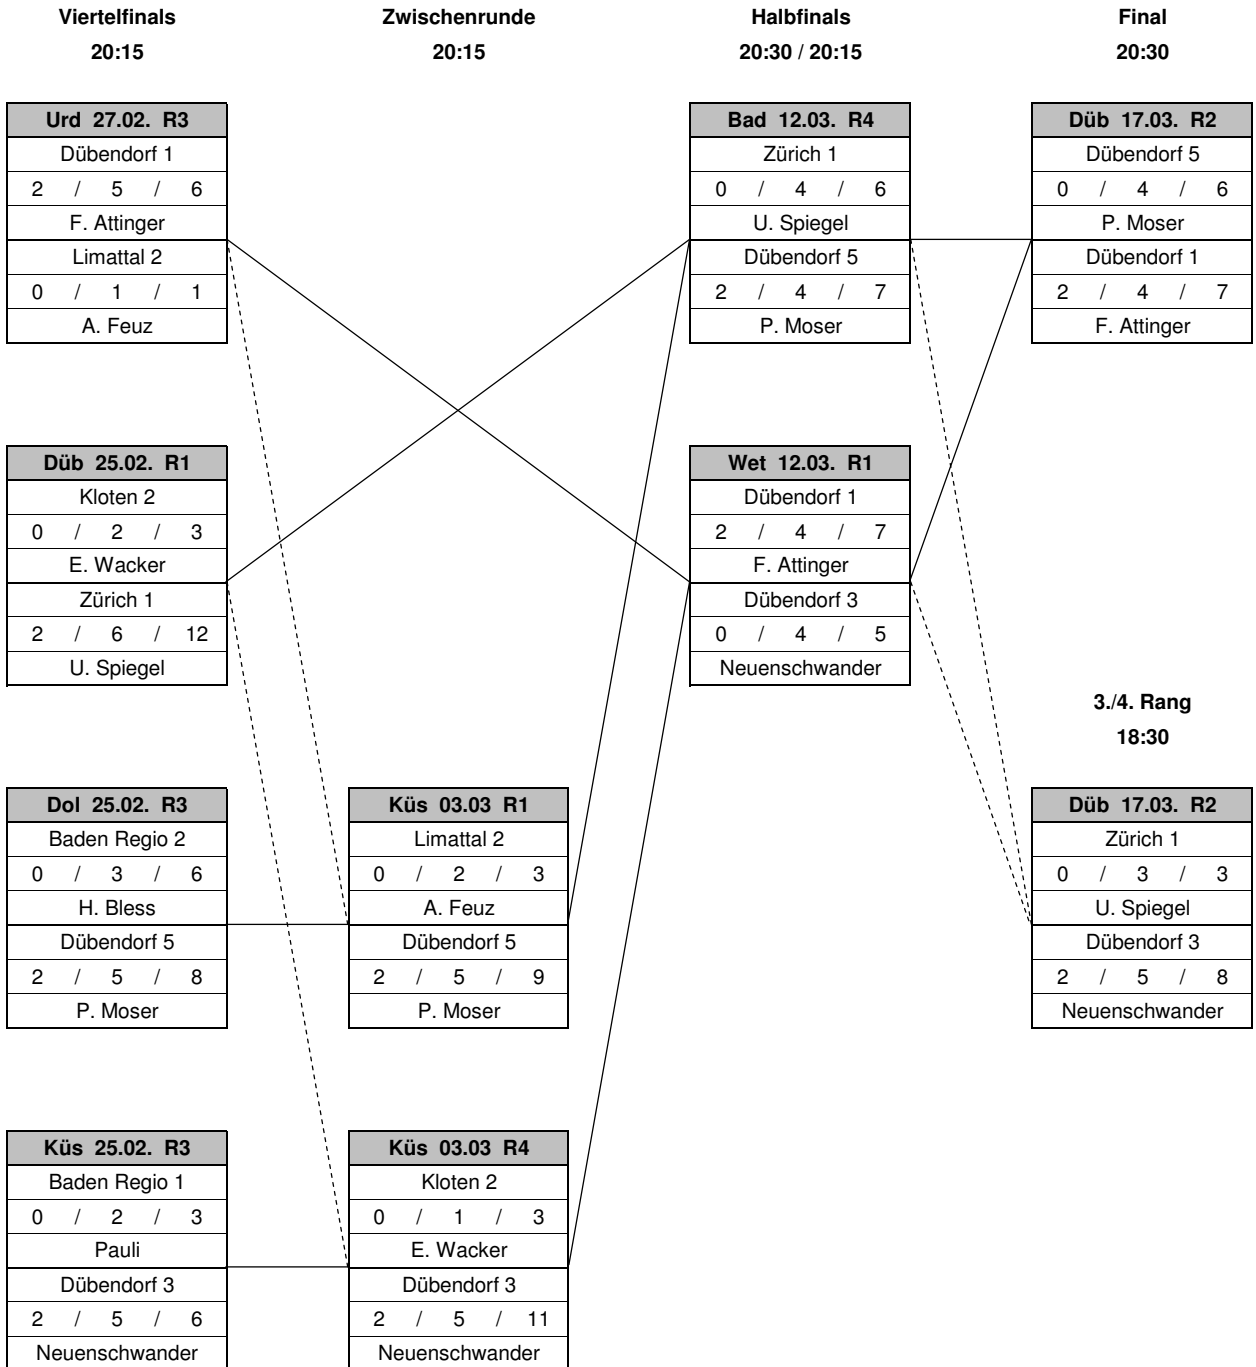 Viertelfinals
20:15
Zwischenrunde
20:15
Halbfinals
20:30 / 20:15
Final
20:30
Urd 27.02. R3
Dübendorf 1
2 / 5 / 6
F. Attinger
Limattal 2
0 / 1 / 1
A. Feuz
Bad 12.03. R4
Zürich 1
0 / 4 / 6
U. Spiegel
Dübendorf 5
2 / 4 / 7
P. Moser
Düb 17.03. R2
Dübendorf 5
0 / 4 / 6
P. Moser
Dübendorf 1
2 / 4 / 7
F. Attinger
Düb 25.02. R1
Kloten 2
0 / 2 / 3
E. Wacker
Zürich 1
2 / 6 / 12
U. Spiegel
Wet 12.03. R1
Dübendorf 1
2 / 4 / 7
F. Attinger
Dübendorf 3
0 / 4 / 5
Neuenschwander
3./4. Rang
18:30
Dol 25.02. R3
Baden Regio 2
0 / 3 / 6
H. Bless
Dübendorf 5
2 / 5 / 8
P. Moser
Küs 03.03 R1
Limattal 2
0 / 2 / 3
A. Feuz
Dübendorf 5
2 / 5 / 9
P. Moser
Düb 17.03. R2
Zürich 1
0 / 3 / 3
U. Spiegel
Dübendorf 3
2 / 5 / 8
Neuenschwander
Küs 25.02. R3
Baden Regio 1
0 / 2 / 3
Pauli
Dübendorf 3
2 / 5 / 6
Neuenschwander
Küs 03.03 R4
Kloten 2
0 / 1 / 3
E. Wacker
Dübendorf 3
2 / 5 / 11
Neuenschwander